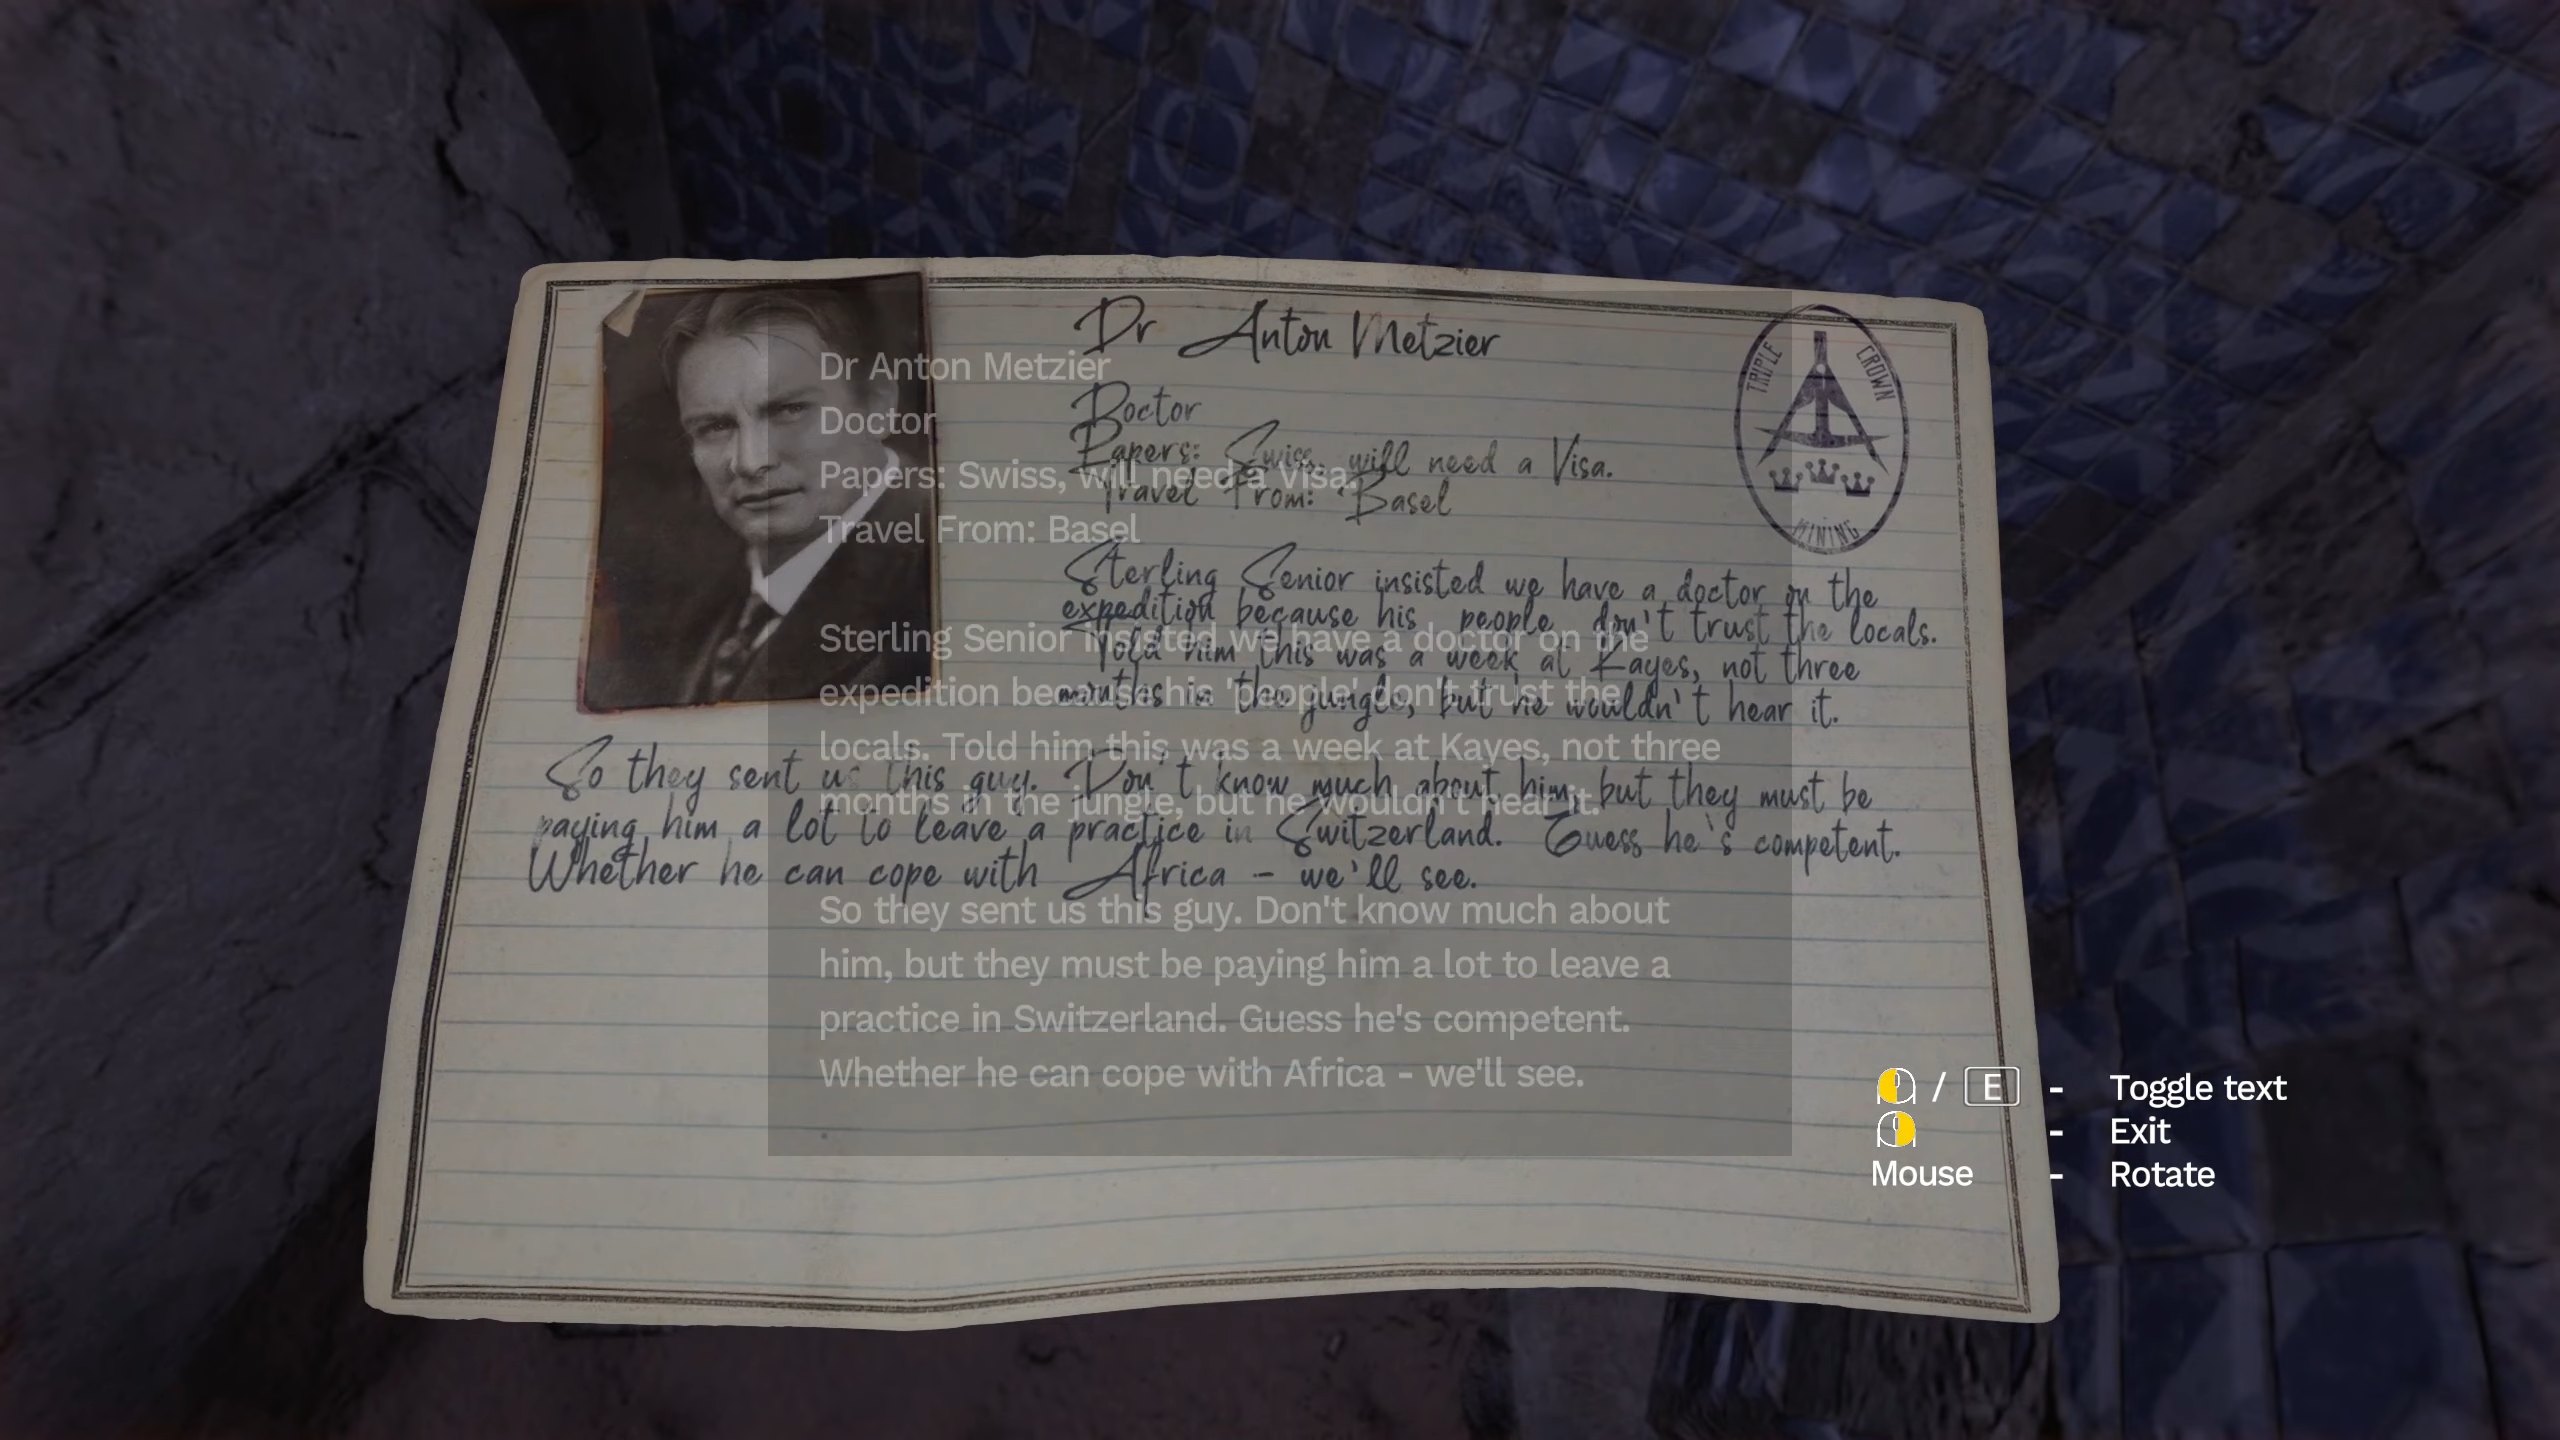 Dr Anton Metzier
Doctor
Papers: Swiss, will need a Visa.
Travel From: Basel
Sterling Senior insisted we have a doctor on the
expedition because his people don't trust the locals.
Told him this was a week at Kayes, not three
months in the jungle, but he wouldn't hear it.
So they sent us this guy. Don't know much about him, but they must be
paying him a lot to leave a practice in Switzerland. Guess he's competent.
Whether he can cope with Africa - we'll see.
TRIPLE CROWN
MINING
Dr Anton Metzier
Doctor
Papers: Swiss, will need a Visa.
Travel From: Basel
Sterling Senior insisted we have a doctor on the
expedition because his 'people' don't trust the
locals. Told him this was a week at Kayes, not three
months in the jungle, but he wouldn't hear it.
So they sent us this guy. Don't know much about
him, but they must be paying him a lot to leave a
practice in Switzerland. Guess he's competent.
Whether he can cope with Africa - we'll see.
/ E - Toggle text
- Exit
Mouse - Rotate